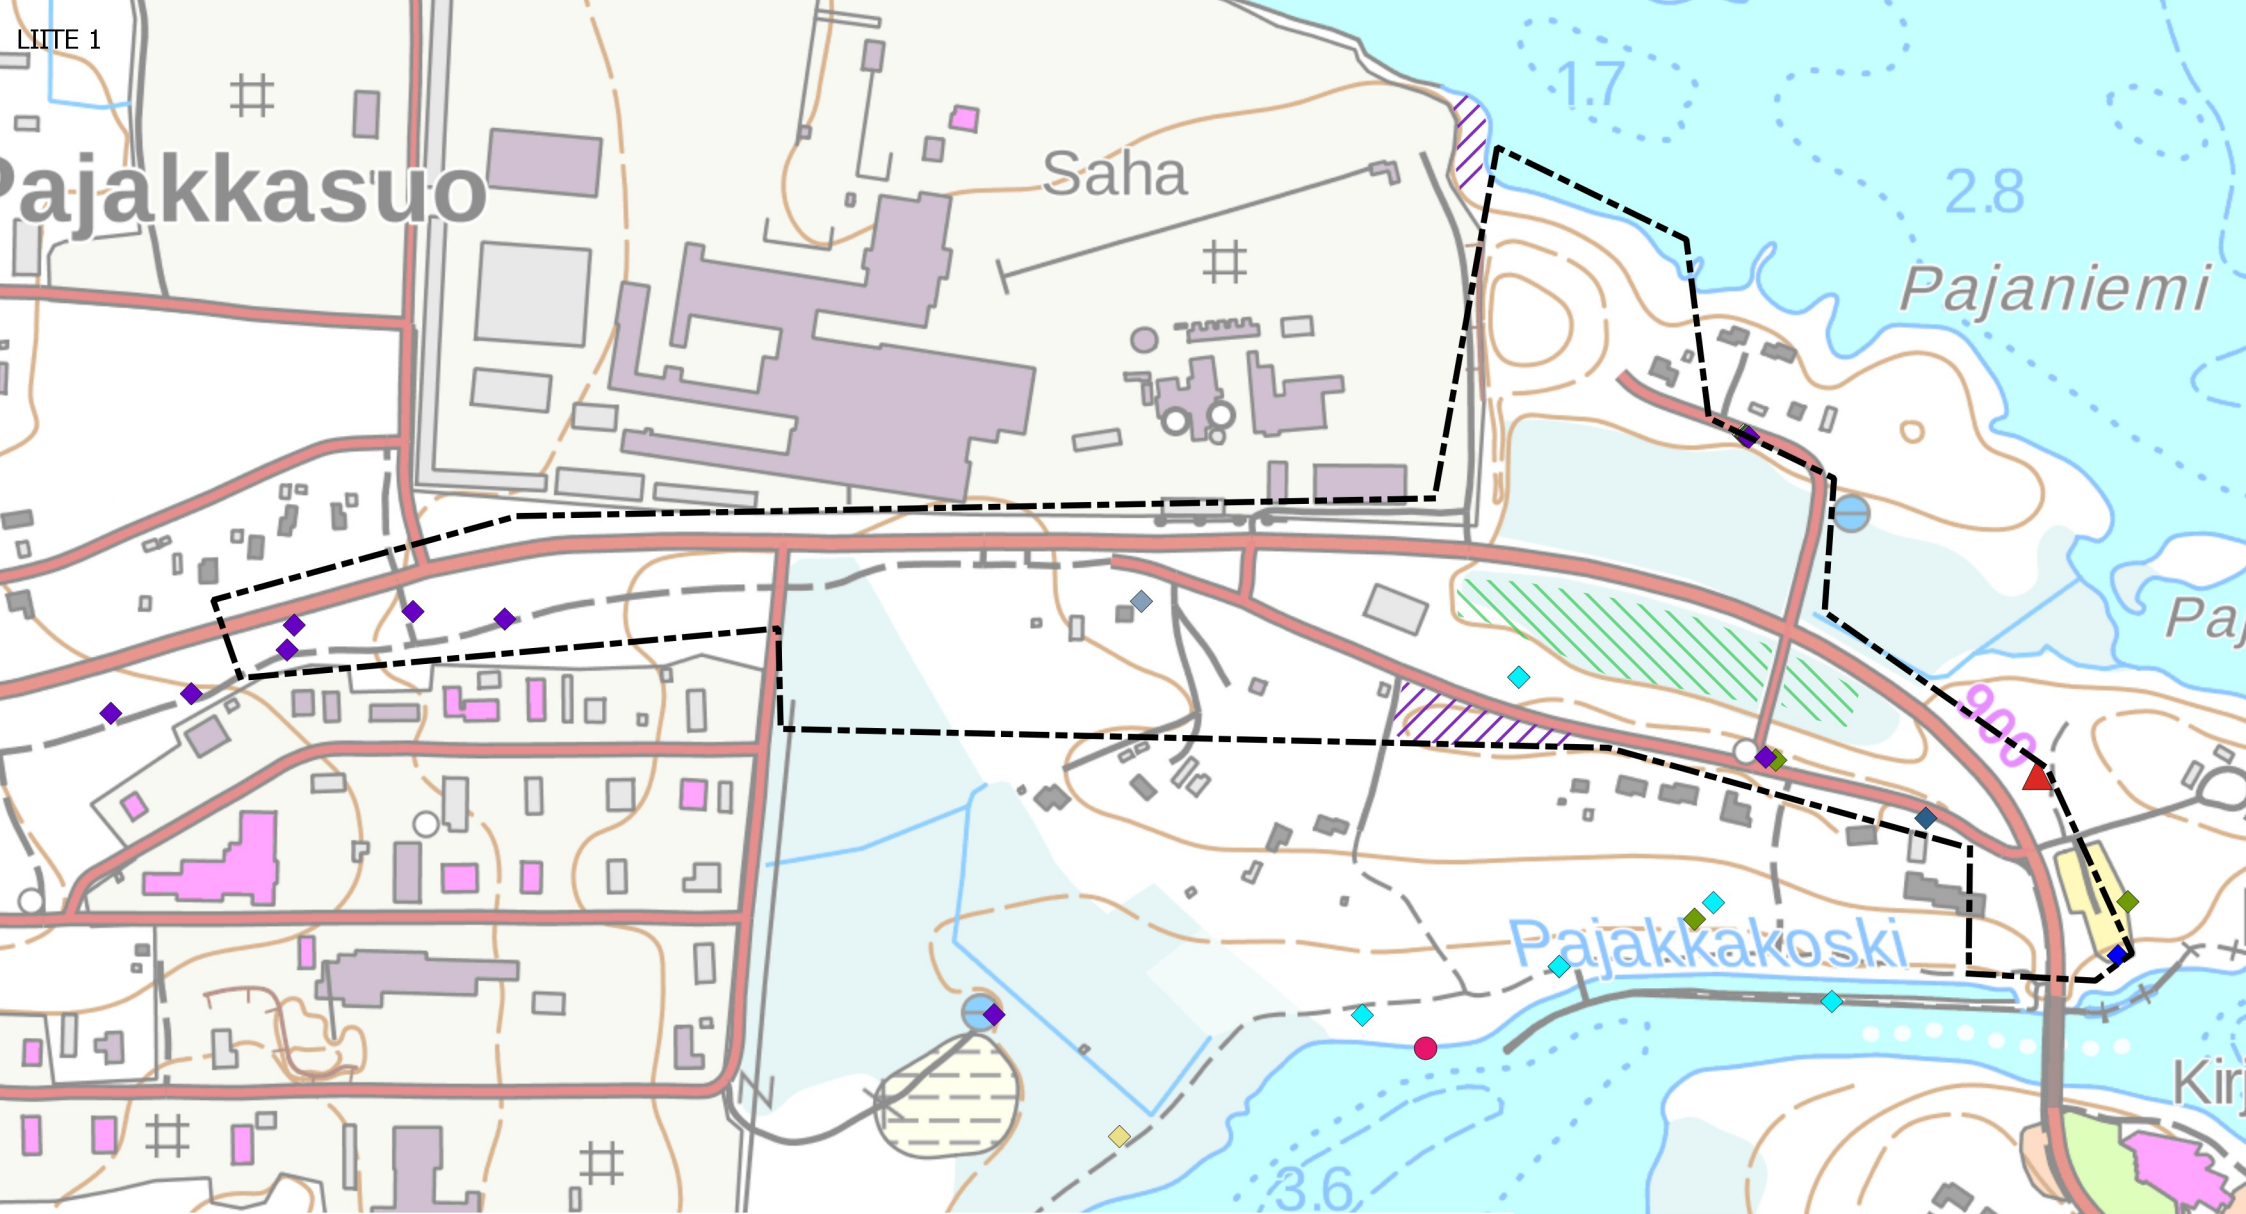 LIITE 1
1.7
Pajakkasuo
Saha
2.8
Pajaniemi
Paj
900
Pajakkakoski
Kirj
3.6